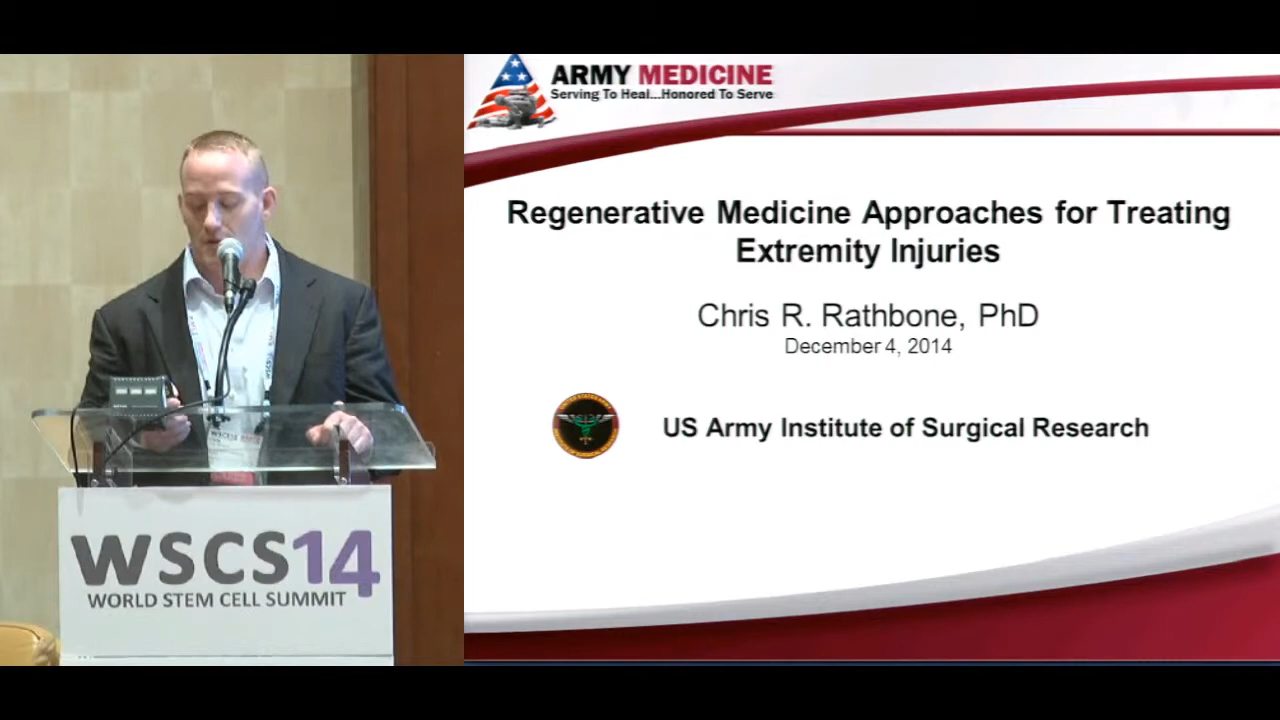 ARMY MEDICINE
Serving To Heal...Honored To Serve
Regenerative Medicine Approaches for Treating
Extremity Injuries
Chris R. Rathbone, PhD
December 4, 2014
US Army Institute of Surgical Research
WSCS14
WORLD STEM CELL SUMMIT